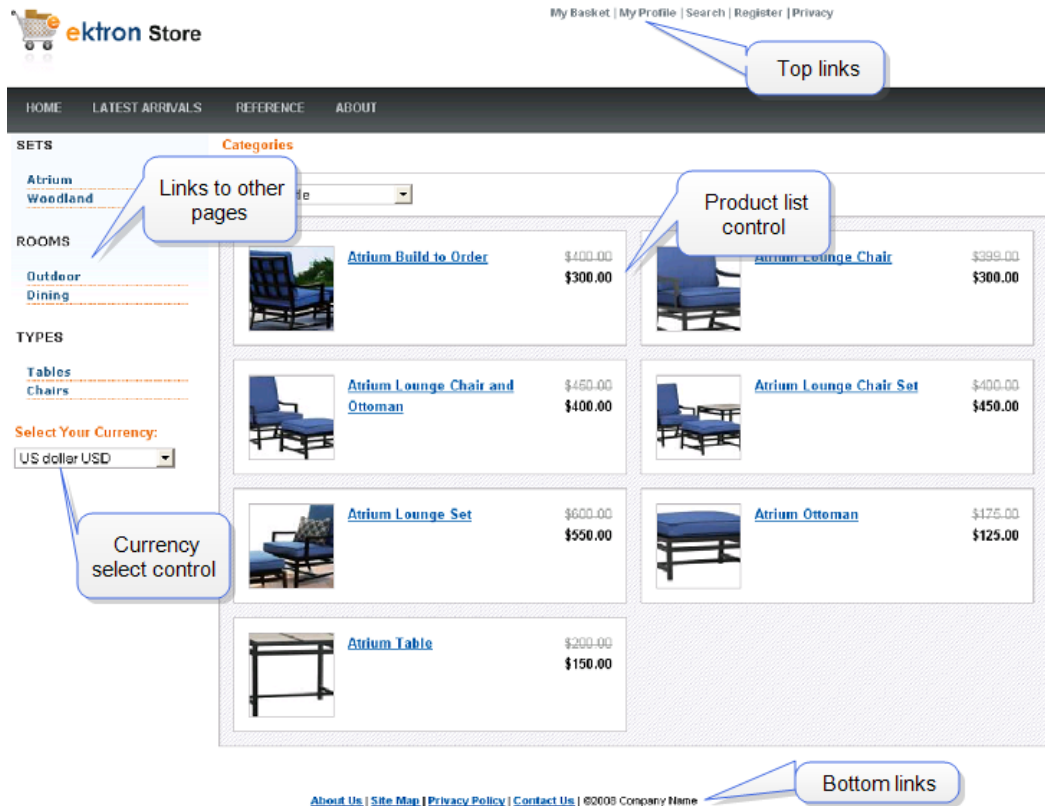 ektron Store
My Basket | My Profile | Search | Register | Privacy
Top links
HOME LATEST ARRIVALS REFERENCE ABOUT
SETS
Atrium
Woodland
Links to other
pages
ROOMS
Outdoor
Dining
TYPES
Tables
Chairs
Select Your Currency:
US dollar USD
Currency
select control
Categories
Product list
control
Atrium Build to Order $400.00
$300.00
Atrium Lounge Chair $399.00
$300.00
Atrium Lounge Chair and $450.00
Ottoman $400.00
Atrium Lounge Chair Set $400.00
$450.00
Atrium Lounge Set $600.00
$550.00
Atrium Ottoman $175.00
$125.00
Atrium Table $200.00
$150.00
Bottom links
About Us | Site Map | Privacy Policy | Contact Us | ©2008 Company Name